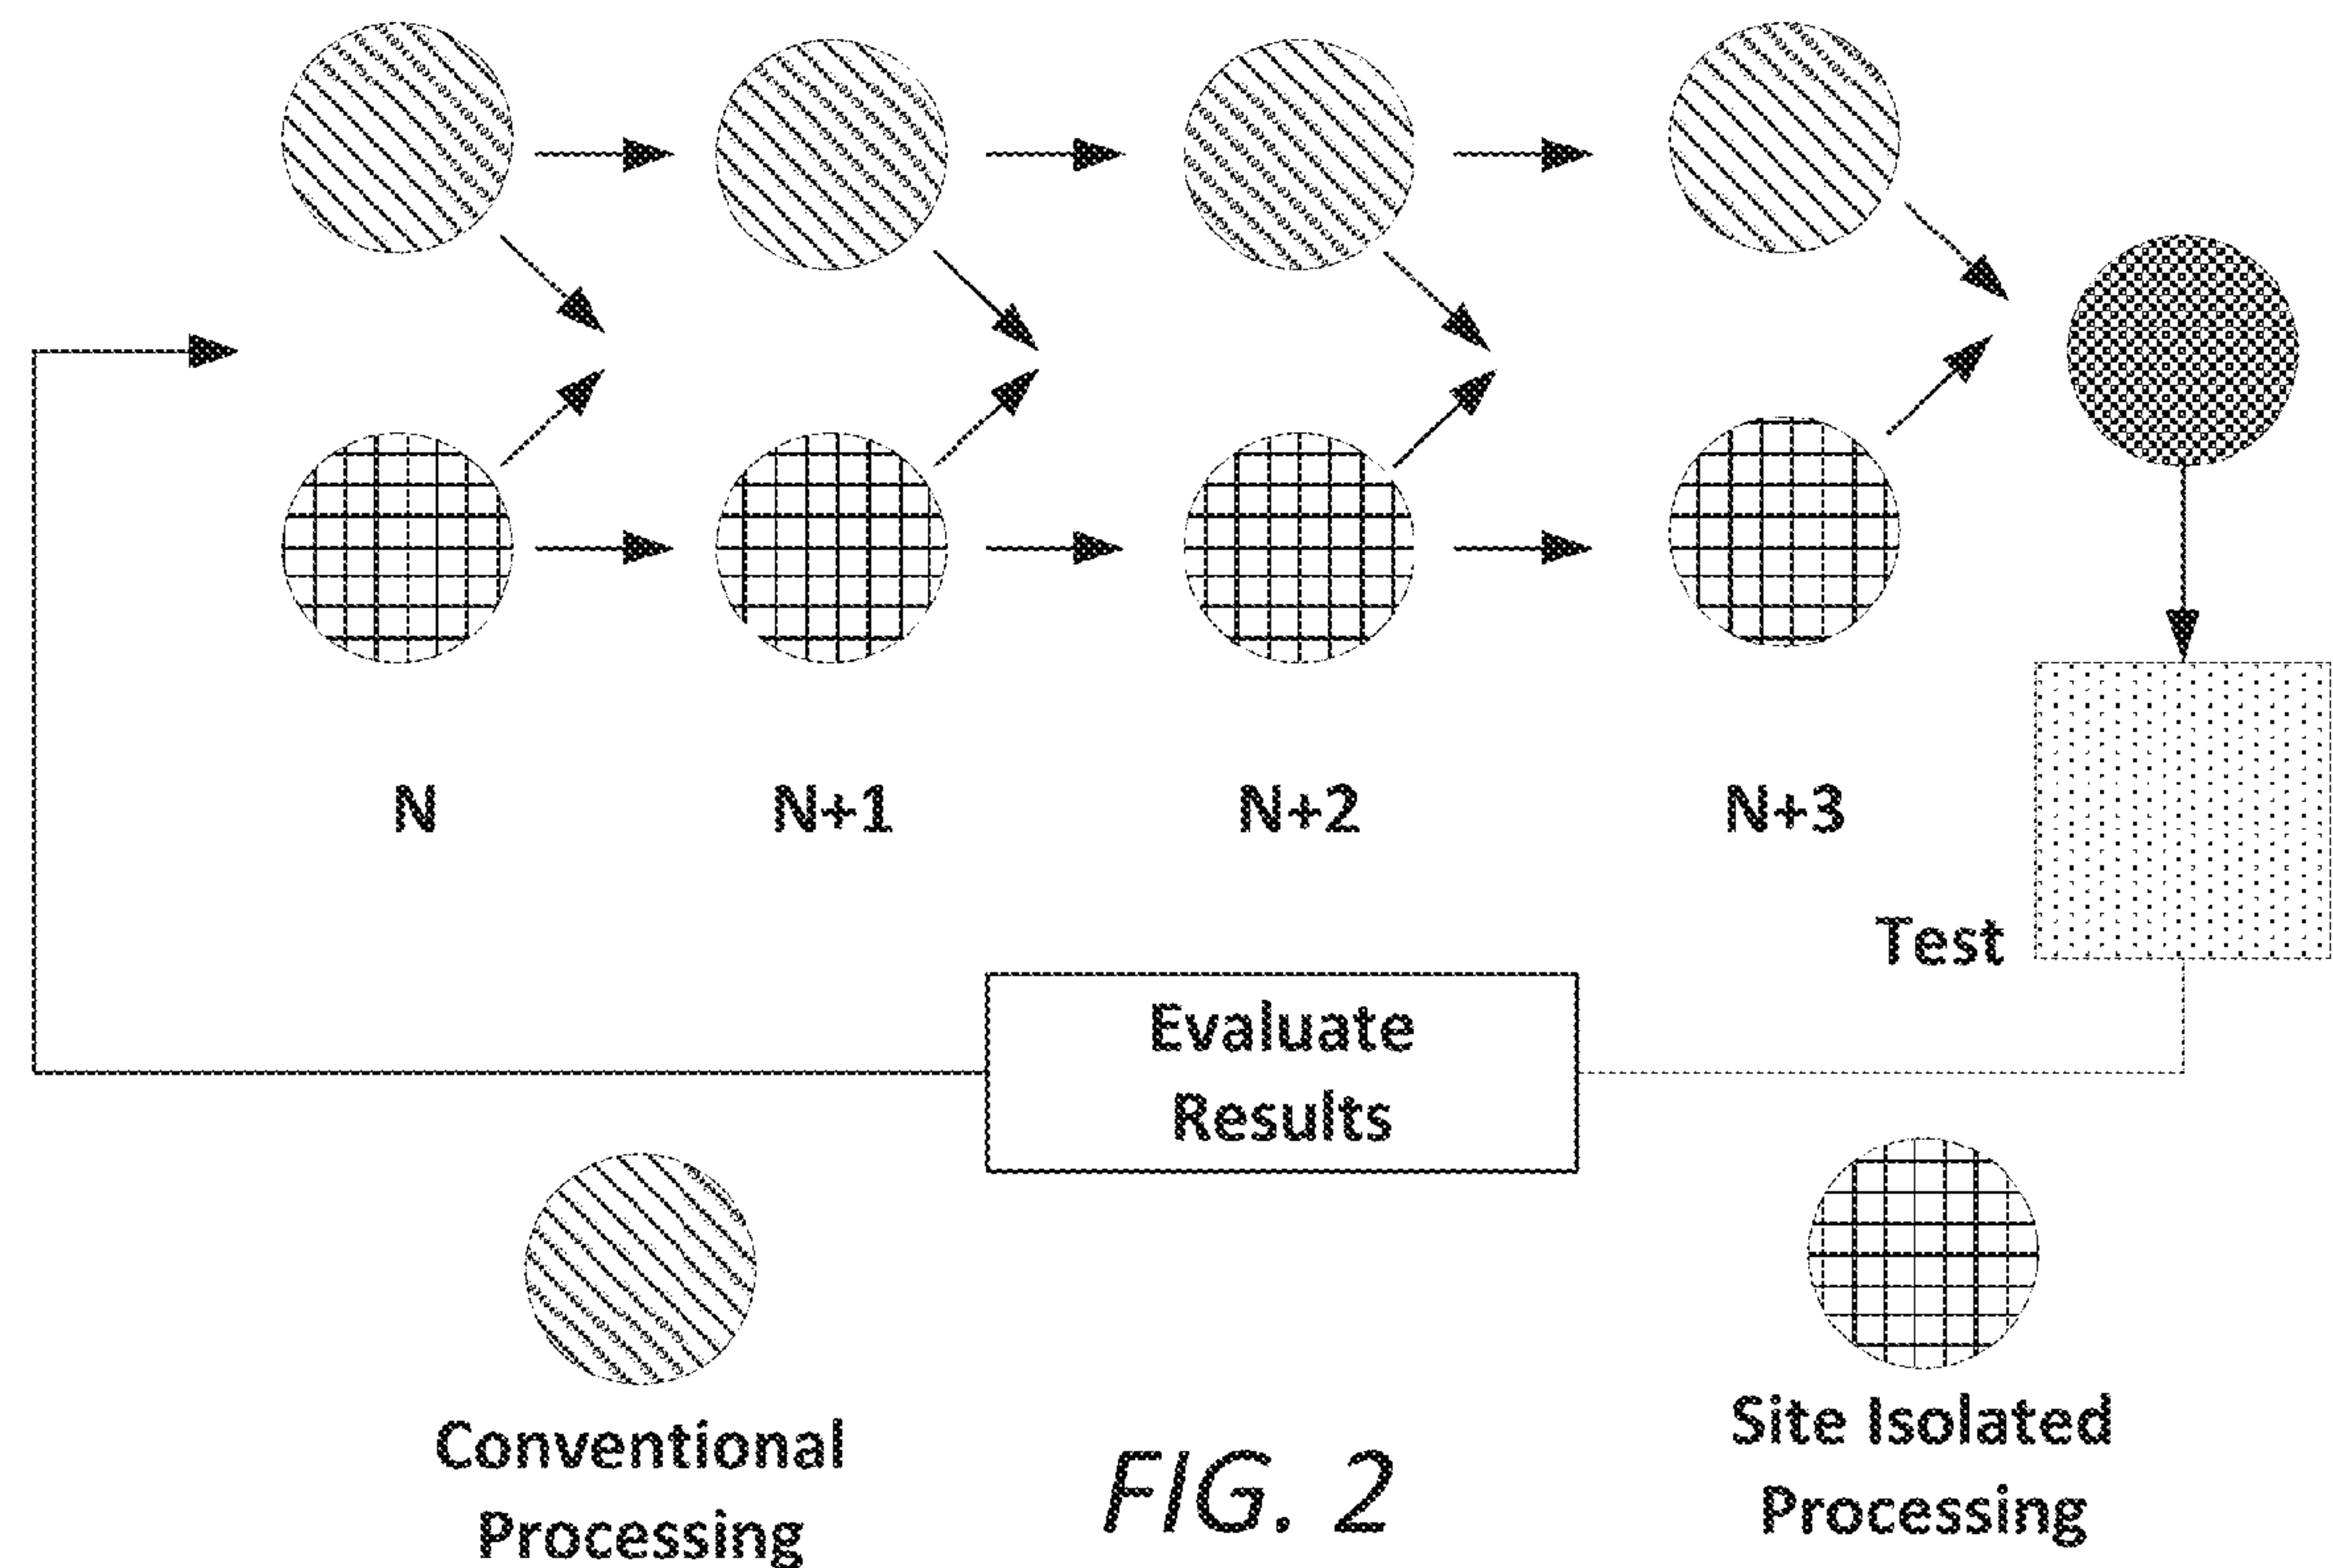 N
N+1
N+2
N+3
Test
Evaluate
Results
Conventional
Processing
Site Isolated
Processing
FIG. 2